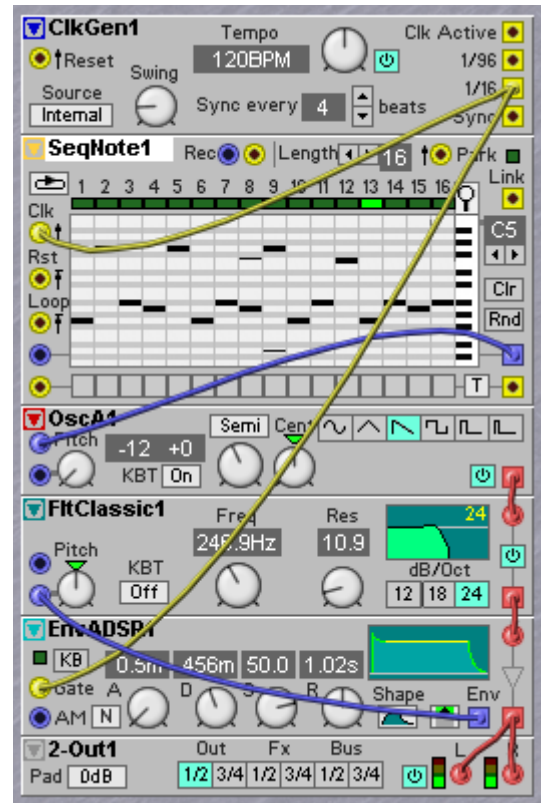 ClkGen1 Tempo Clk Active
Reset 120BPM 1/96
Swing 1/16
Source
Internal Sync every 4 beats Sync
SeqNote1 Rec Length 16 Park
1 2 3 4 5 6 7 8 9 10 11 12 13 14 15 16 Link
Clk C5
Rst
Clr
Loop Rnd
T
OscA1 Semi Cent
Pitch -12 +0
KBT On
FltClassic1 Freq Res 24
Pitch KBT 246.9Hz 10.9 dB/Oct
Off 12 18 24
EnvADSR1
KB 0.5m 456m 50.0 1.02s
Gate A D S R Shape Env
AM N
2-Out1 Out Fx Bus L R
Pad 0dB 1/2 3/4 1/2 3/4 1/2 3/4